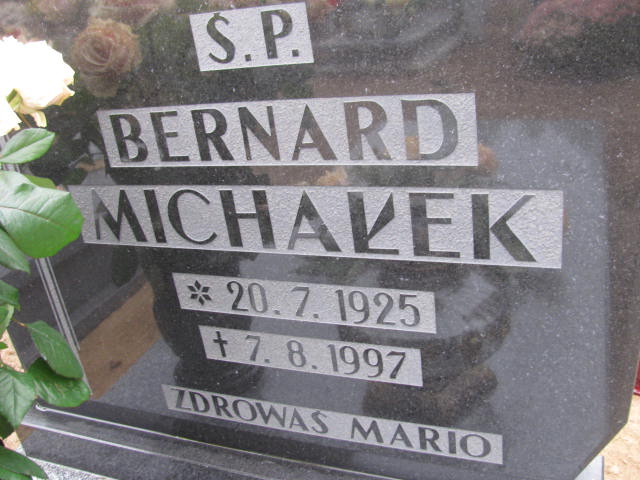 Ś.P.
BERNARD
MICHAŁEK
* 20.7.1925
† 7.8.1997
ZDROWAŚ MARIO